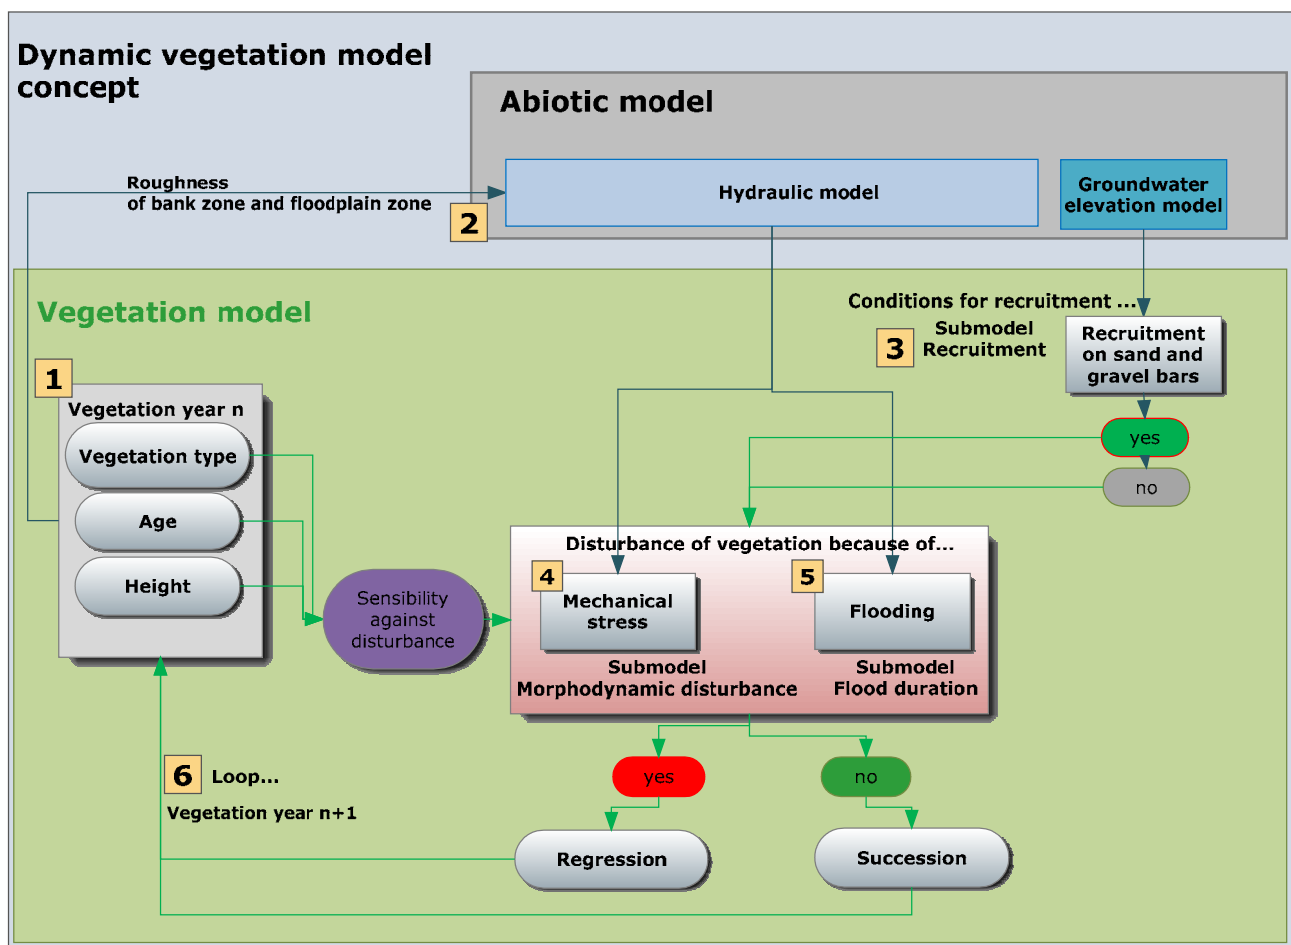 Dynamic vegetation model
concept
Abiotic model
Roughness
of bank zone and floodplain zone
2
Hydraulic model
Groundwater
elevation model
Vegetation model
Conditions for recruitment ...
3
Submodel
Recruitment
Recruitment
on sand and
gravel bars
yes
no
1
Vegetation year n
Vegetation type
Age
Height
Sensibility
against
disturbance
Disturbance of vegetation because of...
4
Mechanical
stress
Submodel
Morphodynamic disturbance
5
Flooding
Submodel
Flood duration
yes
no
6
Loop...
Vegetation year n+1
Regression
Succession